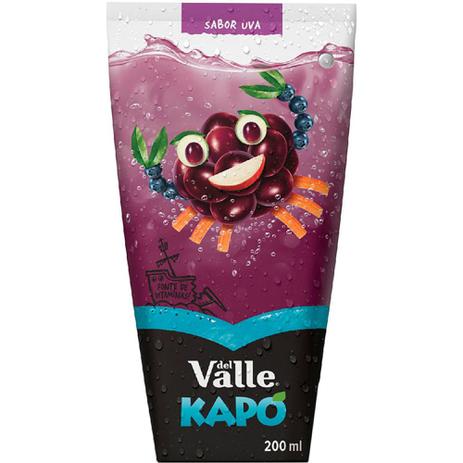 SABOR UVA
FONTE DE
VITAMINAS!
del
Valle®
KAPO
200 ml